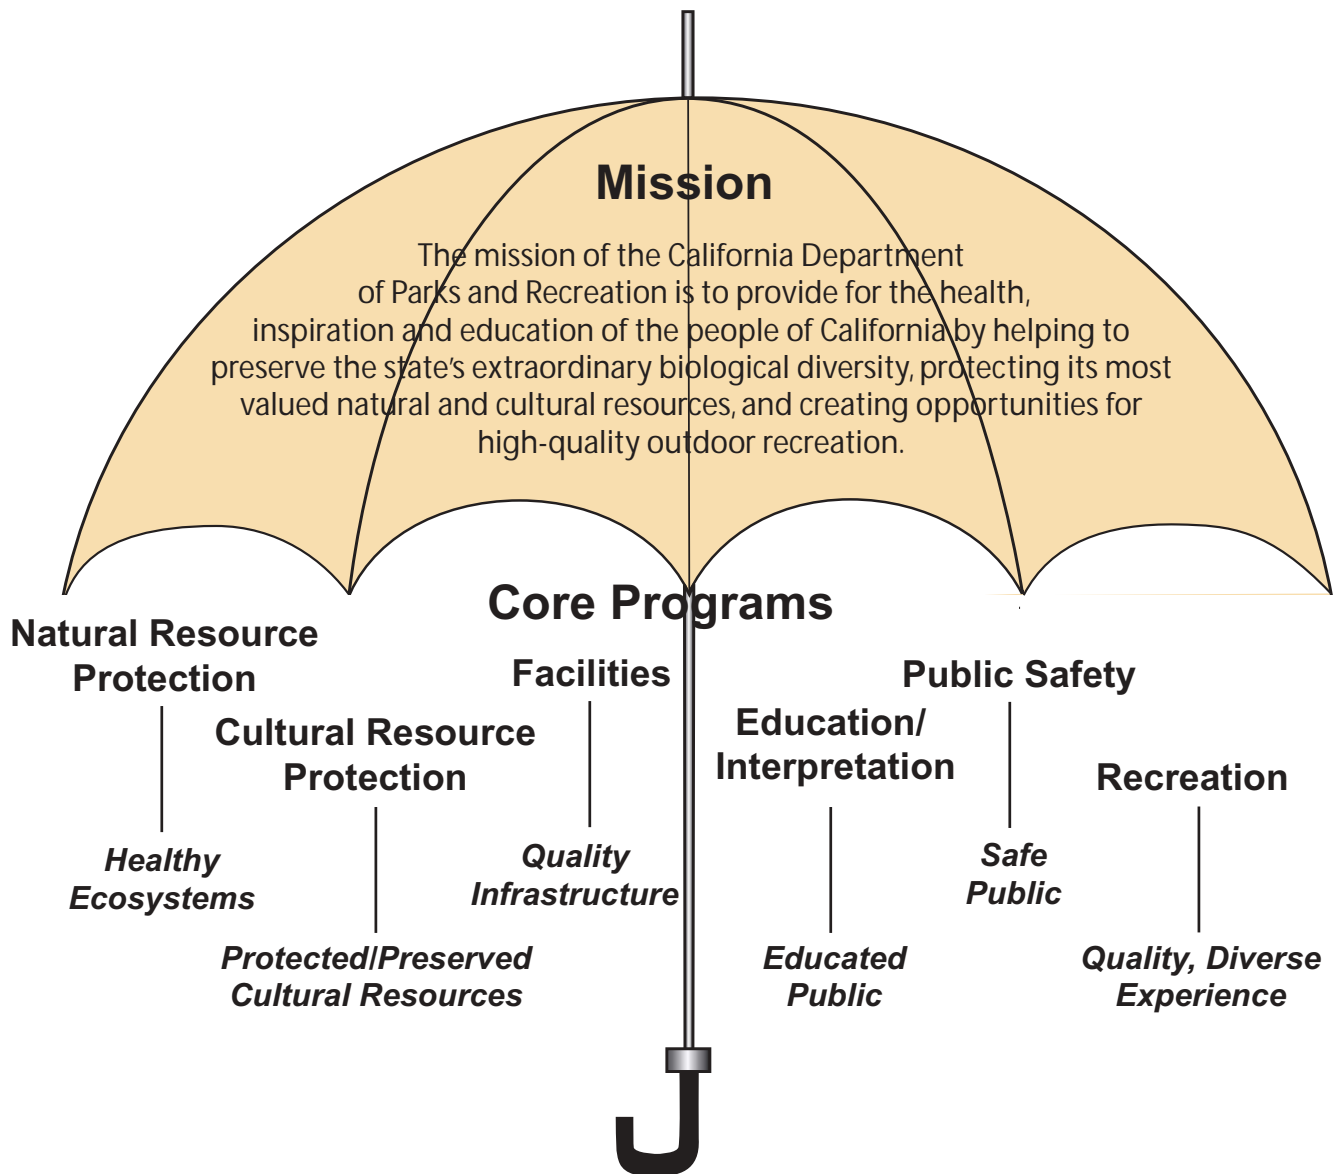 Mission
The mission of the California Department
of Parks and Recreation is to provide for the health,
inspiration and education of the people of California by helping to
preserve the state's extraordinary biological diversity, protecting its most
valued natural and cultural resources, and creating opportunities for
high-quality outdoor recreation.
Core Programs
Natural Resource
Protection
Healthy
Ecosystems
Cultural Resource
Protection
Protected/Preserved
Cultural Resources
Facilities
Quality
Infrastructure
Education/
Interpretation
Educated
Public
Public Safety
Safe
Public
Recreation
Quality, Diverse
Experience